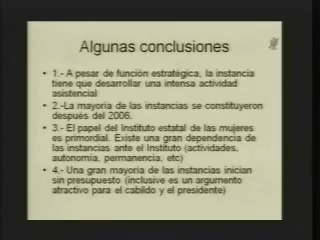 Algunas conclusiones
• 1.- A pesar de función estratégica, la instancia
tiene que desarrollar una intensa actividad
asistencial
• 2.-La mayoría de las instancias se constituyeron
después del 2006.
• 3.- El papel del Instituto estatal de las mujeres
es primordial. Existe una gran dependencia de
las instancias ante el Instituto (actividades,
autonomía, permanencia, etc)
• 4.- Una gran mayoría de las instancias inician
sin presupuesto (inclusive es un argumento
atractivo para el cabildo y el presidente)